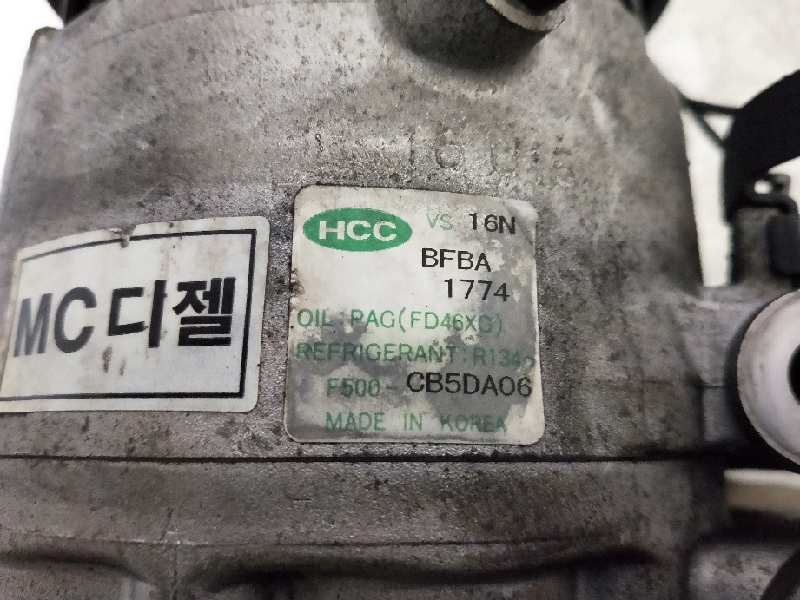 MC디젤
HCC VS 16N
BFBA
1774
OIL:PAG(FD46XG)
REFRIGERANT:R134
F500-CB5DA06
MADE IN KOREA